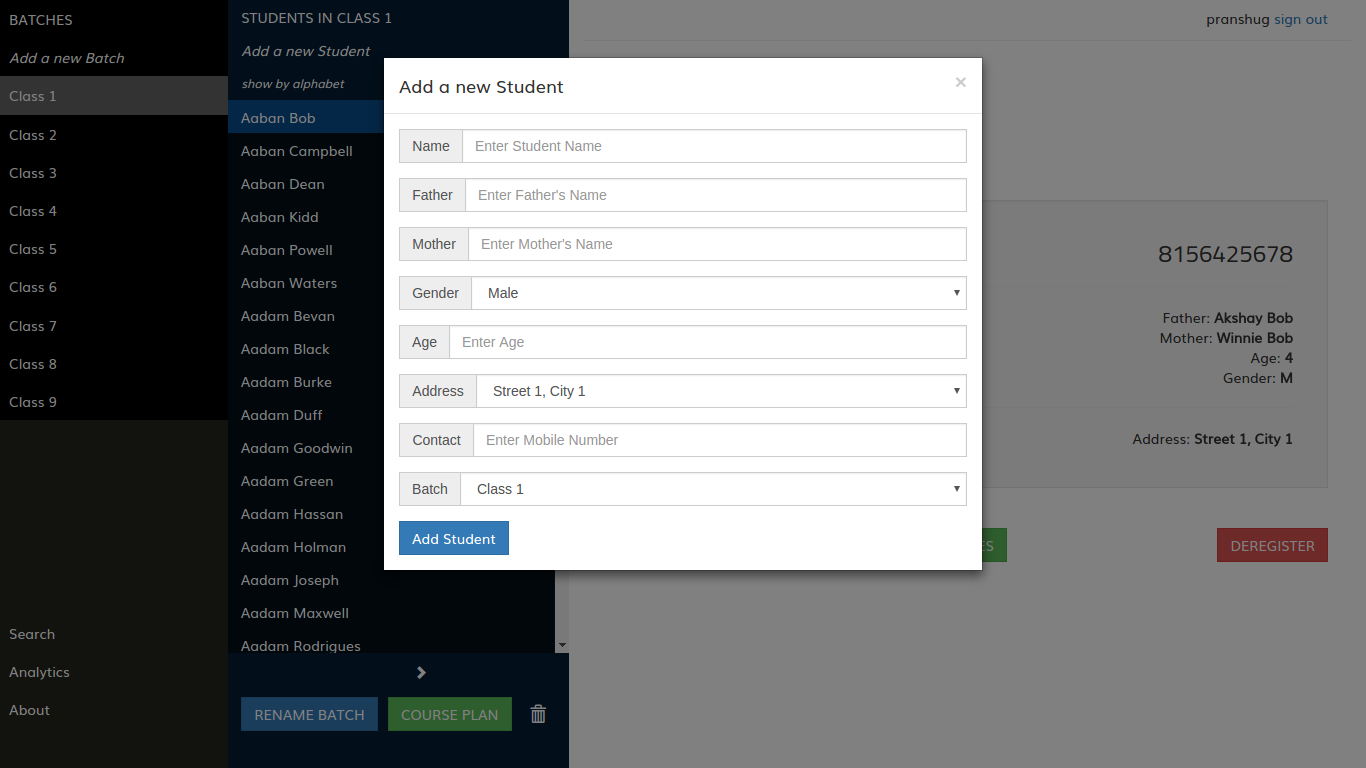 BATCHES
Add a new Batch
Class 1
Class 2
Class 3
Class 4
Class 5
Class 6
Class 7
Class 8
Class 9
Search
Analytics
About
STUDENTS IN CLASS 1
Add a new Student
show by alphabet
Aaban Bob
Aaban Campbell
Aaban Dean
Aaban Kidd
Aaban Powell
Aaban Waters
Aadam Bevan
Aadam Black
Aadam Burke
Aadam Duff
Aadam Goodwin
Aadam Green
Aadam Hassan
Aadam Holman
Aadam Joseph
Aadam Maxwell
Aadam Rodrigues
RENAME BATCH COURSE PLAN
Add a new Student ×
Name Enter Student Name
Father Enter Father's Name
Mother Enter Mother's Name
Gender Male
Age Enter Age
Address Street 1, City 1
Contact Enter Mobile Number
Batch Class 1
Add Student
pranshug sign out
8156425678
Father: Akshay Bob
Mother: Winnie Bob
Age: 4
Gender: M
Address: Street 1, City 1
DEREGISTER